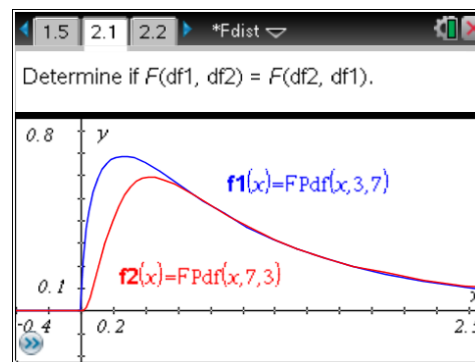 1.5 2.1 2.2 *Fdist
Determine if F(df1, df2) = F(df2, df1).
0.8 y
f1(x)=FPdf(x,3,7)
f2(x)=FPdf(x,7,3)
0.1 x
-0.4 0.2 2.